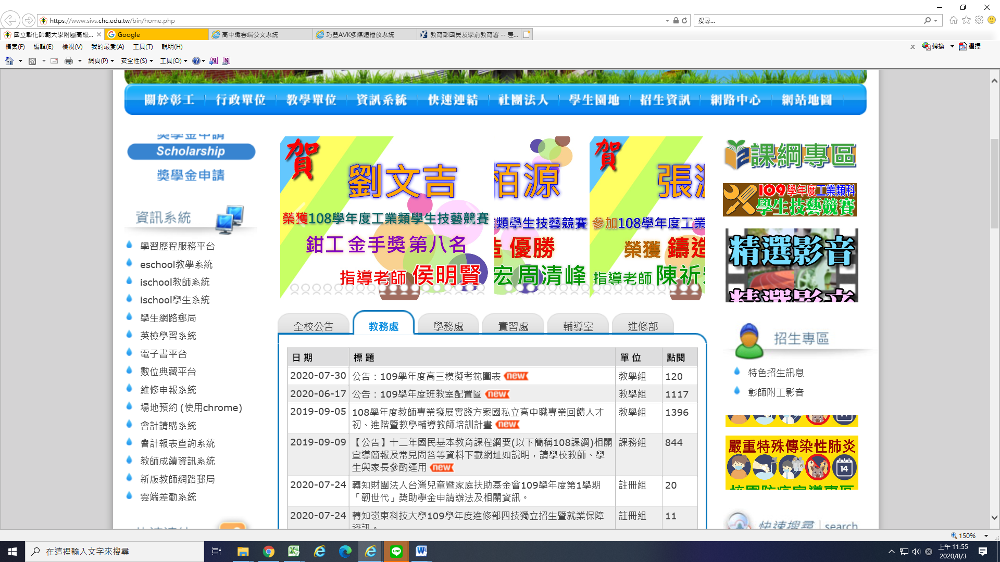 https://www.sivs.chc.edu.tw/bin/home.php
搜尋...
國立彰化師範大學附屬高級...
Google
高中職雲端公文系統
巧豐AVK多媒體播放系統
教育部國民及學前教育署 -- 差...
檔案(F) 編輯(E) 檢視(V) 我的最愛(A) 工具(T) 說明(H)
轉換 選擇
網頁(P) 安全性(S) 工具(O)
關於彰工 行政單位 教學單位 資訊系統 快速連結 社團法人 學生園地 招生資訊 網路中心 網站地圖
獎學金申請
Scholarship
獎學金申請
資訊系統
學習歷程服務平台
eschool教學系統
ischool教師系統
ischool學生系統
學生網路郵局
英檢學習系統
電子書平台
數位典藏平台
維修申報系統
場地預約 (使用chrome)
會計請購系統
會計報表查詢系統
教師成績資訊系統
新版教師網路郵局
雲端差勤系統
賀
劉文吉
榮獲108學年度工業類學生技藝競賽
鉗工 金手獎 第八名
指導老師 侯明賢
栢源
類學生技藝競賽
造 優勝
宏 周清峰
賀
張
參加108學年度工業
榮獲 鑄造
指導老師 陳祈
全校公告 教務處 學務處 實習處 輔導室 進修部
日 期 標 題 單 位 點閱
2020-07-30 公告：109學年度高三模擬考範圍表 new 教學組 120
2020-06-17 公告：109學年度班教室配置圖 new 教學組 1117
2019-09-05 108學年度教師專業發展實踐方案國私立高中職專業回饋人才 教學組 1396
初、進階暨教學輔導教師培訓計畫 new
2019-09-09 【公告】十二年國民基本教育課程綱要(以下簡稱108課綱)相關 課務組 844
宣導簡報及常見問答等資料下載網址如說明，請學校教師、學
生與家長參酌運用 new
2020-07-24 轉知財團法人台灣兒童暨家庭扶助基金會109學年度第1學期 註冊組 20
「韌世代」獎助學金申請辦法及相關資訊。
2020-07-24 轉知嶺東科技大學109學年度進修部四技獨立招生暨就業保障 註冊組 11
資訊。
課綱專區
109學年度工業類科
學生技藝競賽
精選影音
精選影音
招生專區
特色招生訊息
彰師附工影音
14
嚴重特殊傳染性肺炎
14
校園防疫宣導專區
快速搜尋 search
150%
在這裡輸入文字來搜尋
上午 11:55
2020/8/3